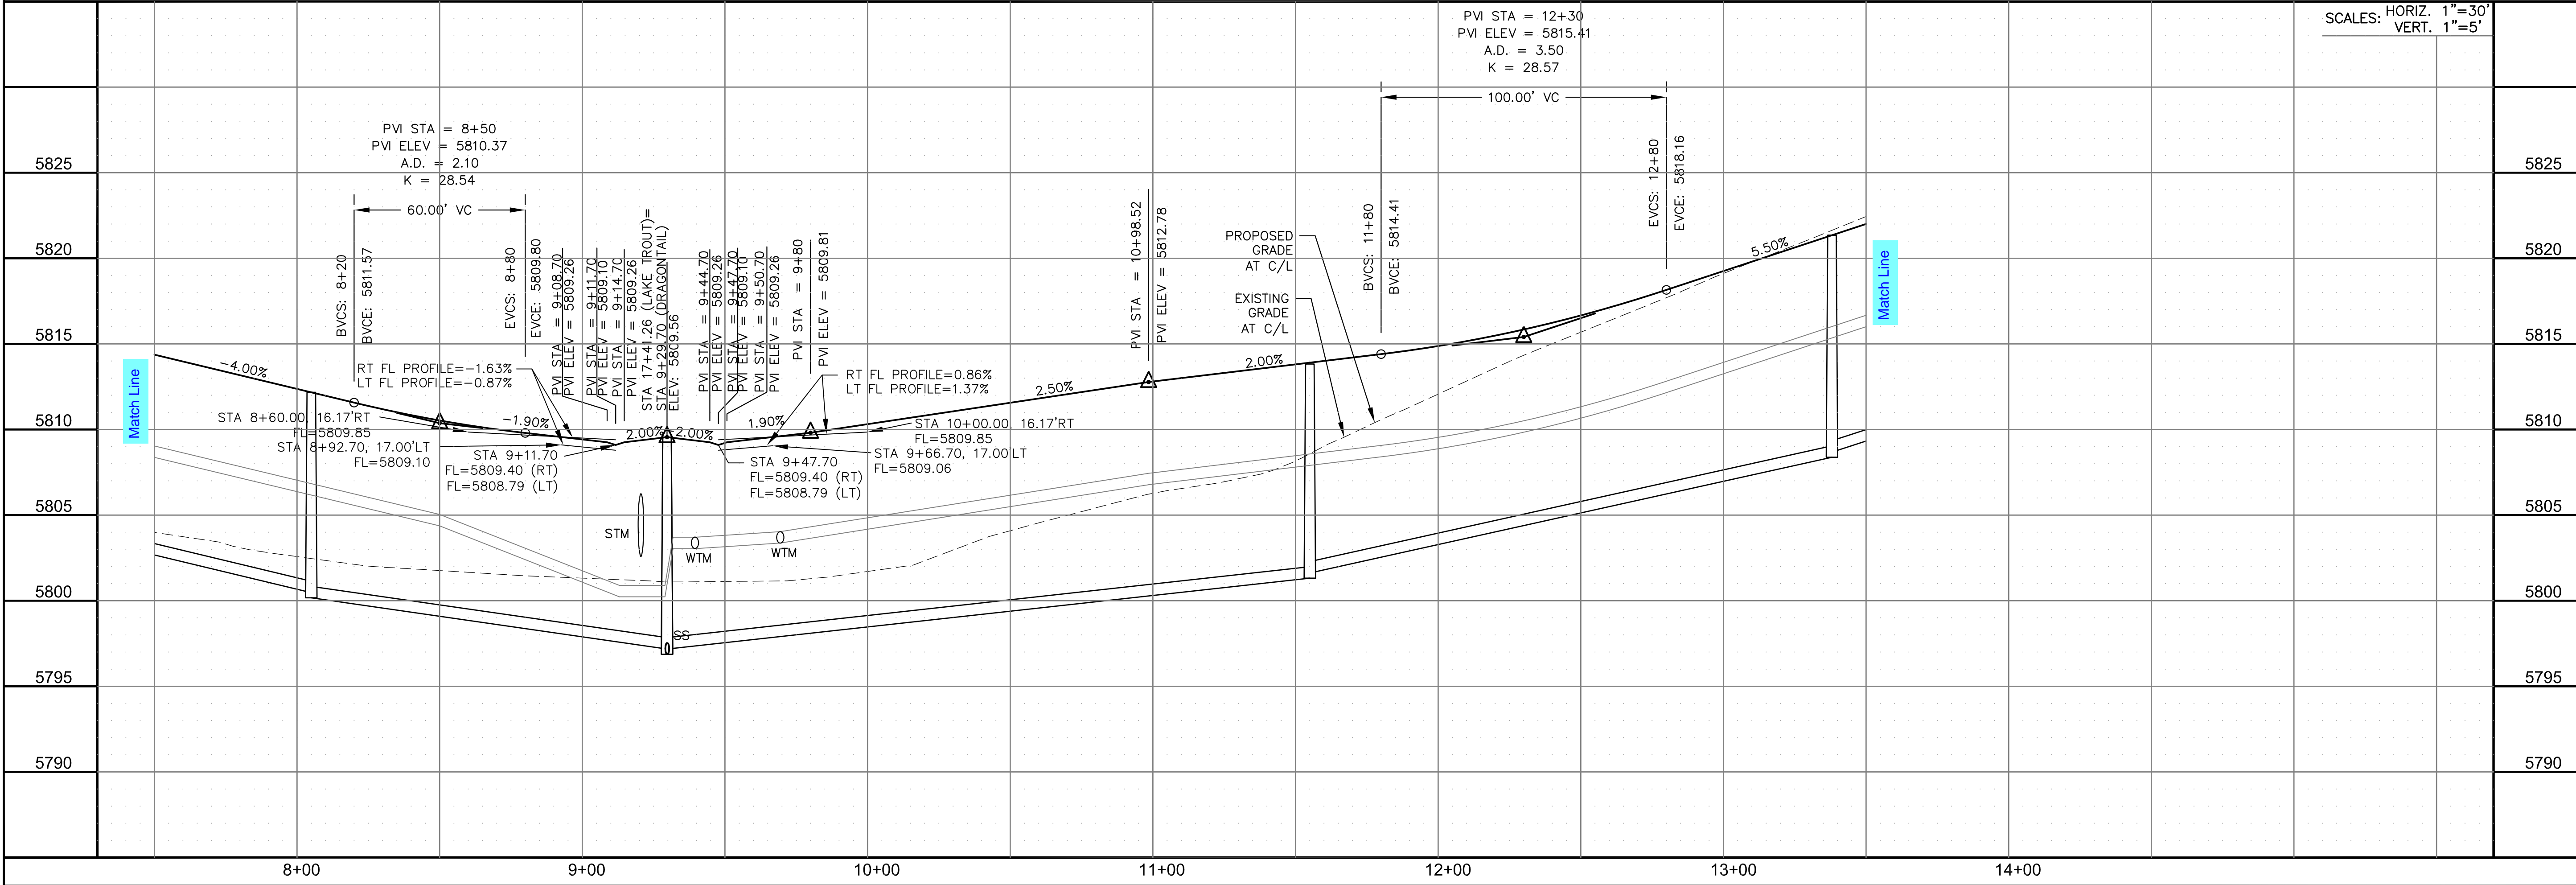 SCALES: HORIZ. 1"=30'
VERT. 1"=5'
PVI STA = 12+30
PVI ELEV = 5815.41
A.D. = 3.50
K = 28.57
100.00' VC
BVCS: 11+80
BVCE: 5814.41
EVCS: 12+80
EVCE: 5818.16
PVI STA = 8+50
PVI ELEV = 5810.37
A.D. = 2.10
K = 28.54
60.00' VC
BVCS: 8+20
BVCE: 5811.57
EVCS: 8+80
EVCE: 5809.80
PVI STA = 9+08.70
PVI ELEV = 5809.26
PVI STA = 9+11.70
PVI ELEV = 5809.10
PVI STA = 9+14.70
PVI ELEV = 5809.26
STA 17+41.26 (LAKE TROUT)=
STA 9+29.70 (DRAGONTAIL)
ELEV: 5809.56
PVI STA = 9+44.70
PVI ELEV = 5809.26
PVI STA = 9+47.70
PVI ELEV = 5809.10
PVI STA = 9+50.70
PVI ELEV = 5809.26
PVI STA = 9+80
PVI ELEV = 5809.81
PVI STA = 10+98.52
PVI ELEV = 5812.78
PROPOSED
GRADE
AT C/L
EXISTING
GRADE
AT C/L
-4.00%
-1.90%
2.00%
-2.00%
1.90%
2.50%
2.00%
5.50%
RT FL PROFILE=-1.63%
LT FL PROFILE=-0.87%
RT FL PROFILE=0.86%
LT FL PROFILE=1.37%
STA 8+60.00, 16.17'RT
FL=5809.85
STA 8+92.70, 17.00'LT
FL=5809.10
STA 9+11.70
FL=5809.40 (RT)
FL=5808.79 (LT)
STA 9+47.70
FL=5809.40 (RT)
FL=5808.79 (LT)
STA 10+00.00, 16.17'RT
FL=5809.85
STA 9+66.70, 17.00'LT
FL=5809.06
STM
WTM
WTM
SS
Match Line
Match Line
5825
5820
5815
5810
5805
5800
5795
5790
5825
5820
5815
5810
5805
5800
5795
5790
8+00
9+00
10+00
11+00
12+00
13+00
14+00